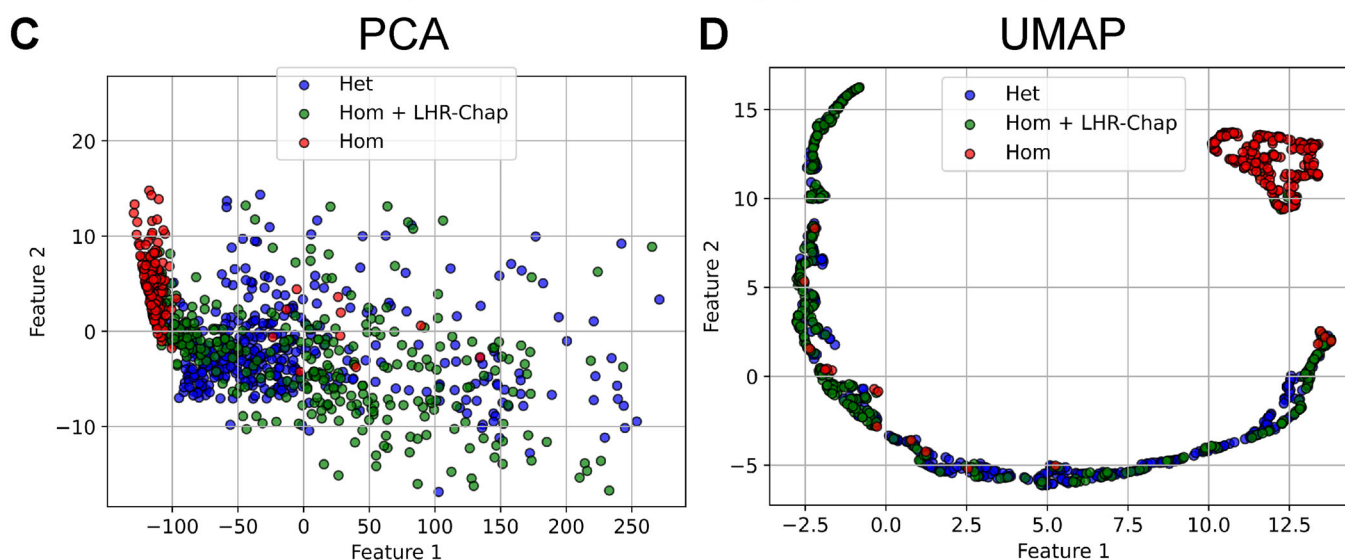 C
PCA
Het
Hom + LHR-Chap
Hom
20
10
0
−10
Feature 2
−100
−50
0
50
100
150
200
250
Feature 1
D
UMAP
Het
Hom + LHR-Chap
Hom
15
10
5
0
−5
Feature 2
−2.5
0.0
2.5
5.0
7.5
10.0
12.5
Feature 1